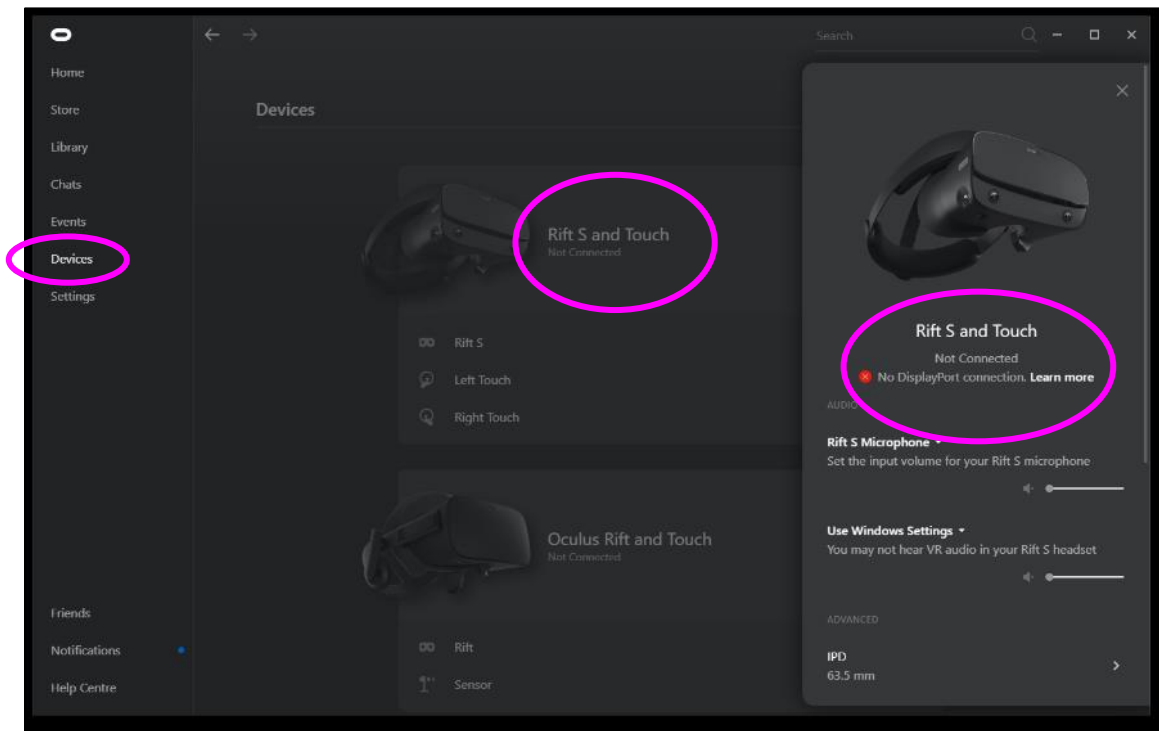 Search
Home
Store
Library
Chats
Events
Devices
Settings
Friends
Notifications
Help Centre
Devices
Rift S and Touch
Not Connected
Rift S
Left Touch
Right Touch
Oculus Rift and Touch
Not Connected
Rift
Sensor
Rift S and Touch
Not Connected
No DisplayPort connection. Learn more
AUDIO
Rift S Microphone
Set the input volume for your Rift S microphone
Use Windows Settings
You may not hear VR audio in your Rift S headset
ADVANCED
IPD
63.5 mm